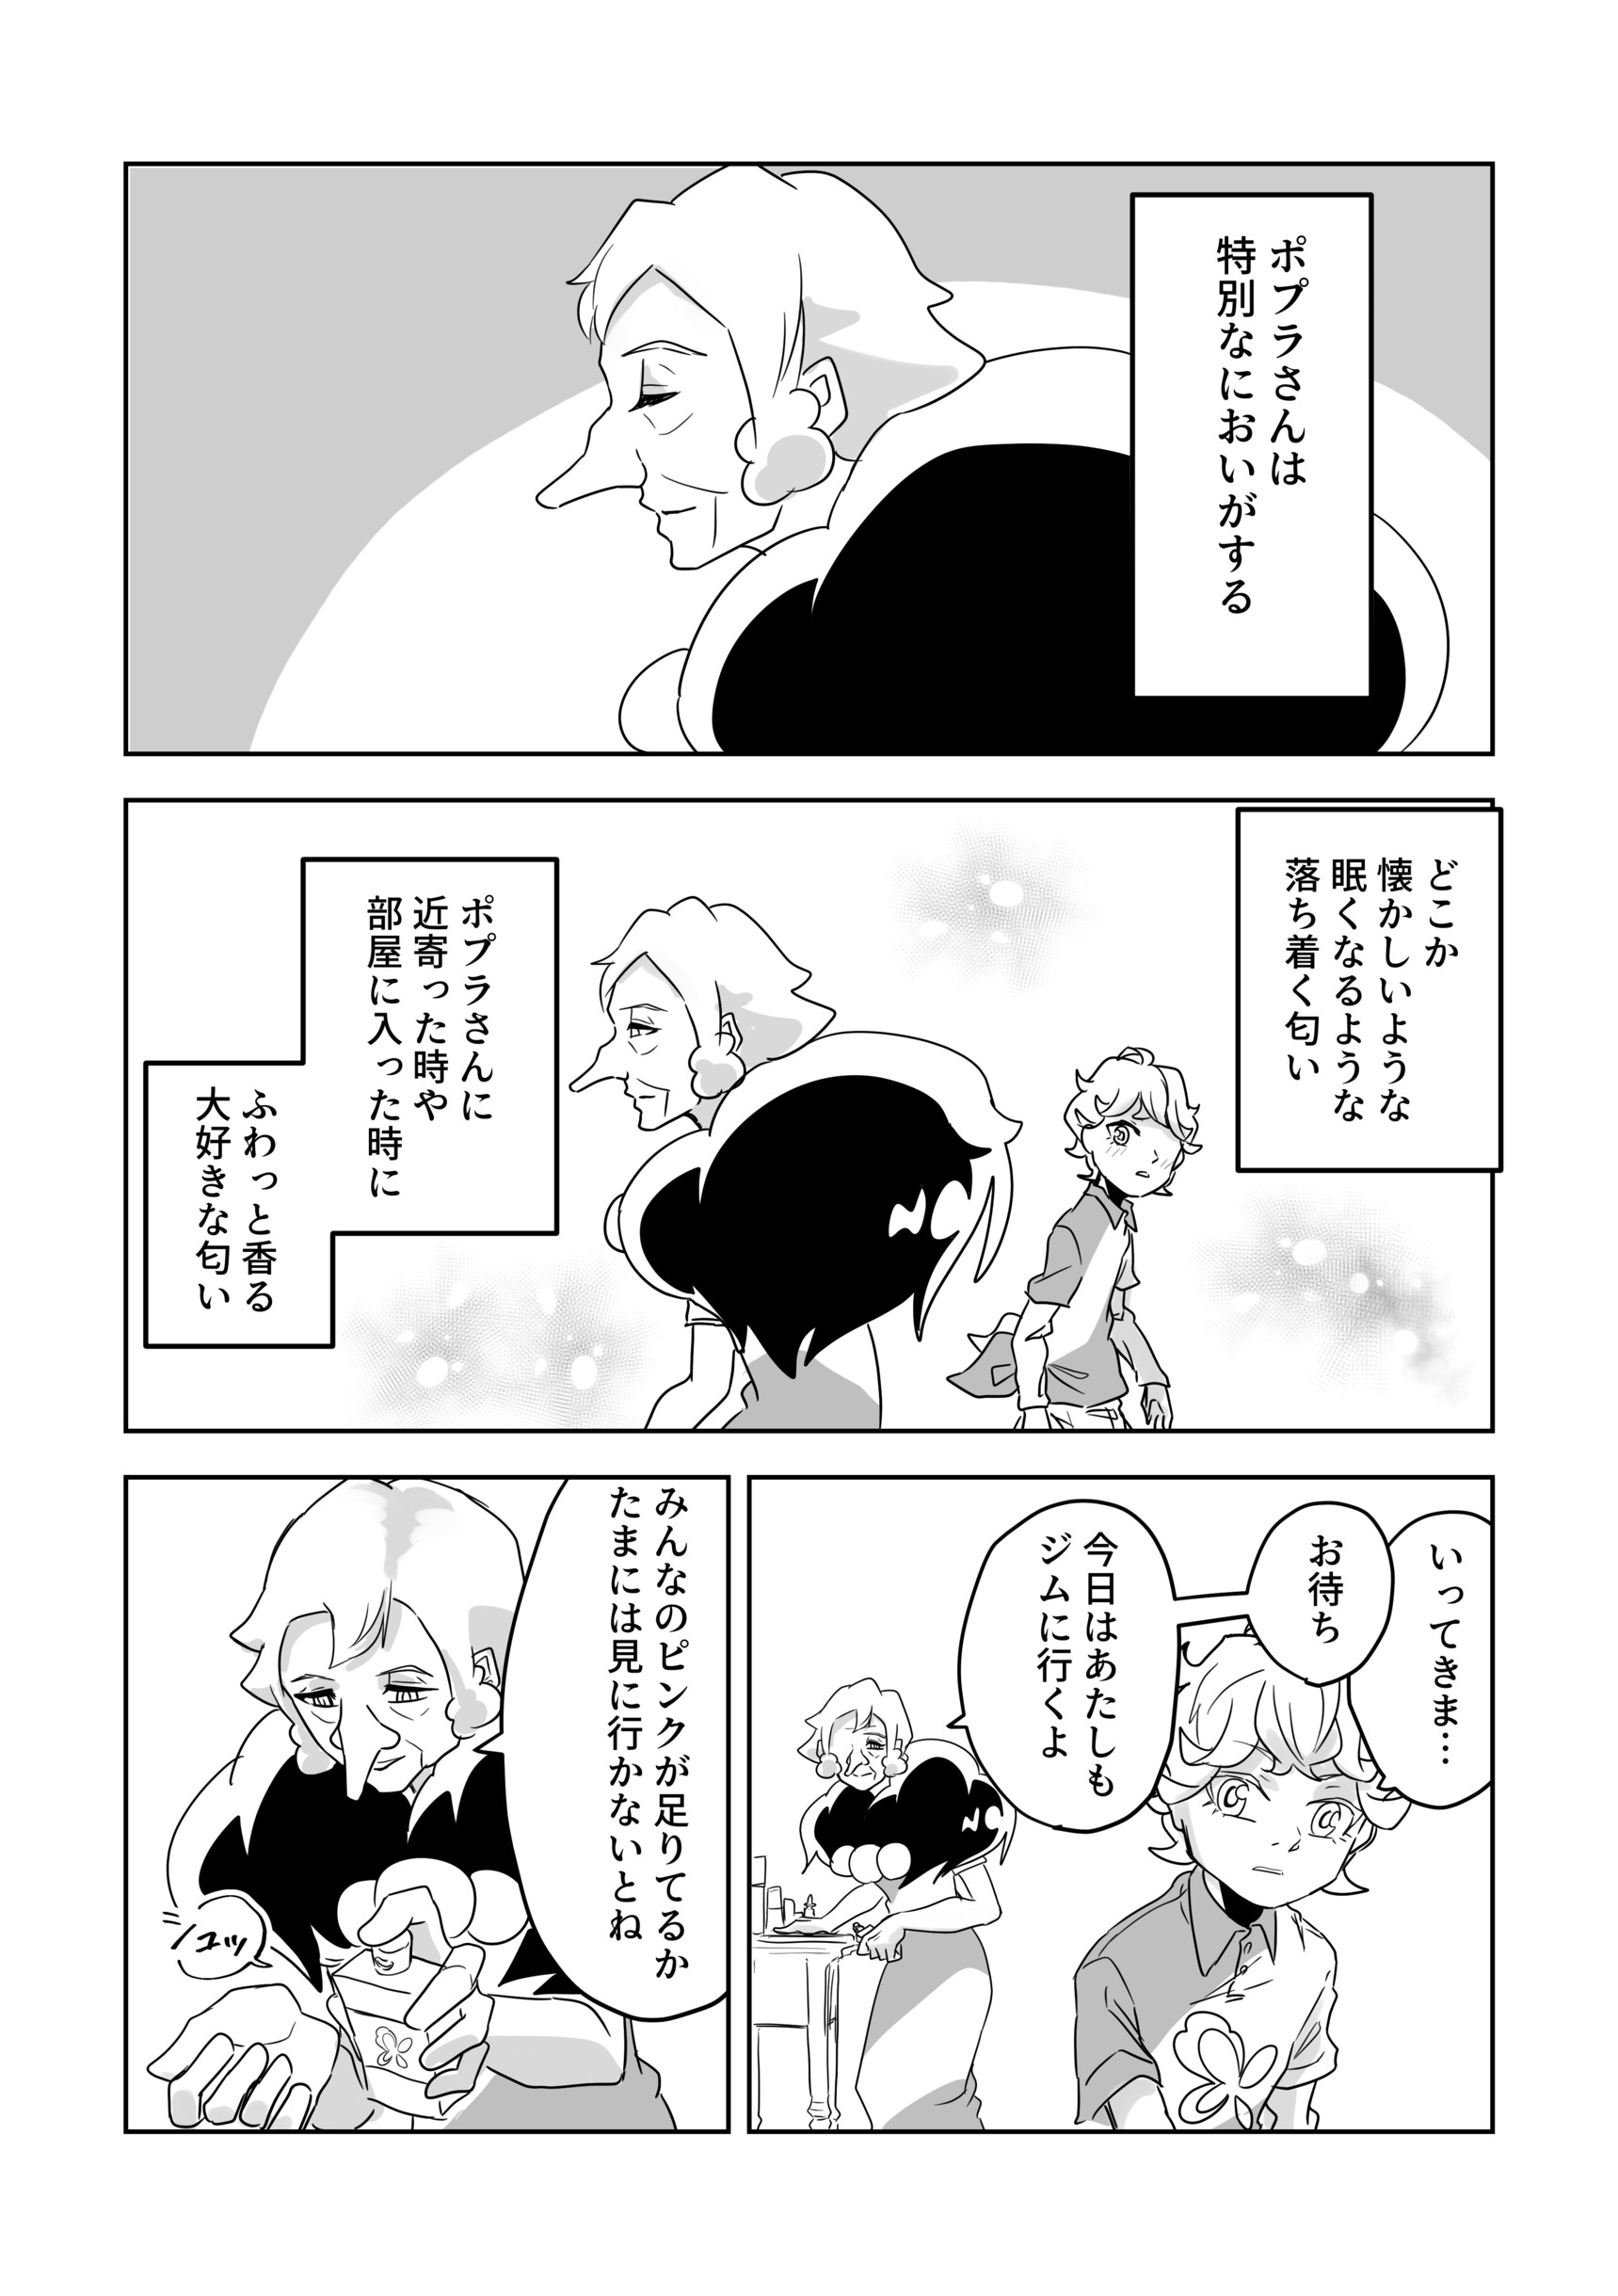 ポプラさんは
特別なにおいがする
どこか
懐かしいような
眠くなるような
落ち着く匂い
ポプラさんに
近寄った時や
部屋に入った時に
ふわっと香る
大好きな匂い
いってきま…
お待ち
今日はあたしも
ジムに行くよ
みんなのピンクが足りてるか
たまには見に行かないとね
シュッ